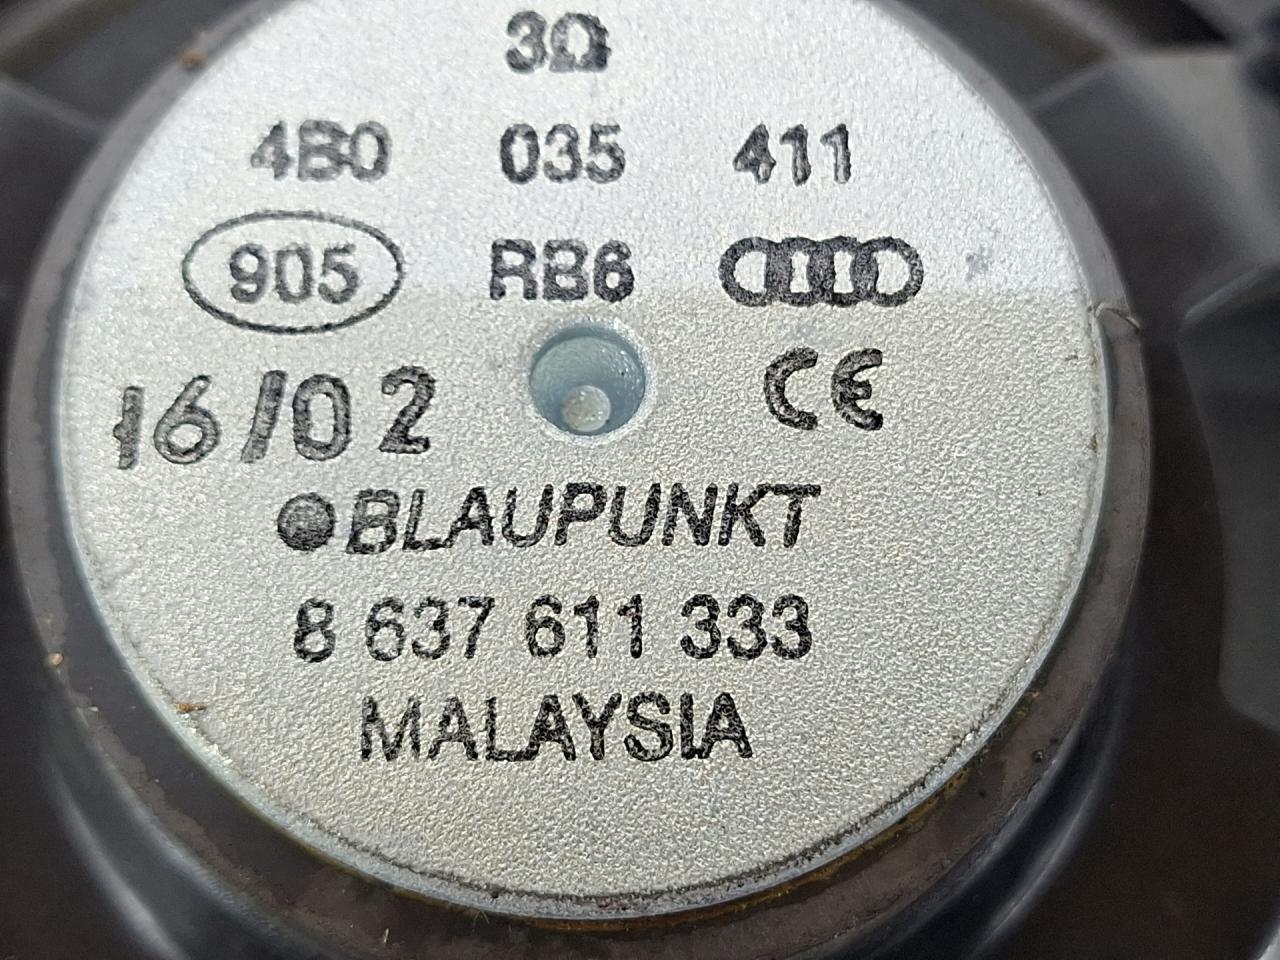 3Ω
4B0 035 411
905 RB6
CE
16/02
BLAUPUNKT
8 637 611 333
MALAYSIA